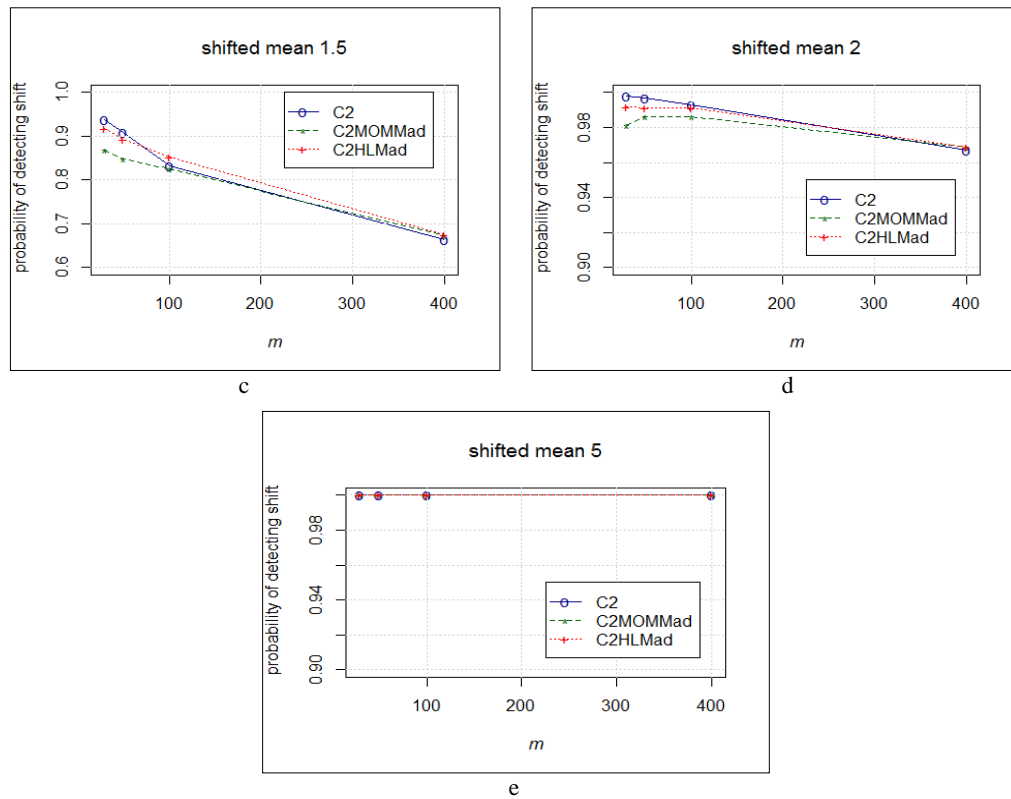 shifted mean 1.5
probability of detecting shift
1.0
0.9
0.8
0.7
0.6
C2
C2MOMMad
C2HLMad
100
200
300
400
m
c
shifted mean 2
probability of detecting shift
0.98
0.94
0.90
C2
C2MOMMad
C2HLMad
100
200
300
400
m
d
shifted mean 5
probability of detecting shift
0.98
0.94
0.90
C2
C2MOMMad
C2HLMad
100
200
300
400
m
e